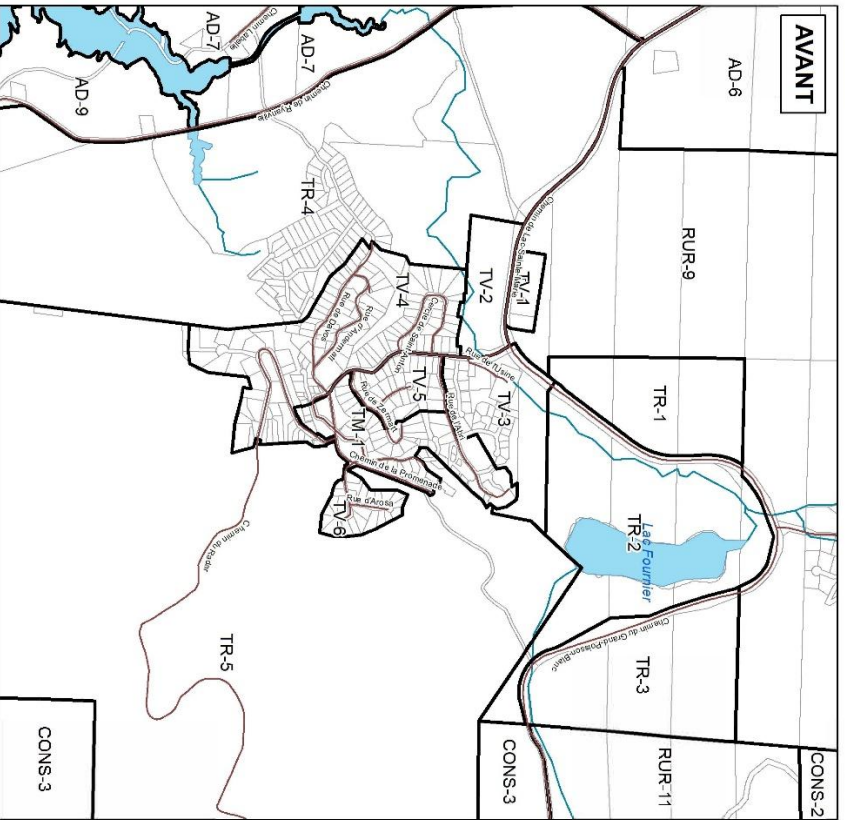 AVANT
CONS-2
AD-6
RUR-9
TR-1
RUR-11
Lac Fournier
TR-2
TR-3
Chemin du Grand-Poisson-Blanc
Chemin de Lac-Sainte-Marie
TV-1
TV-2
TV-3
CONS-3
Rue de l'Usine
TV-5
TV-4
Cercle de Saint-Anton
Chemin de la Promenade
Rue de Zermatt
TM-1
Rue d'Andermatt
Rue de Davos
Rue d'Arosa
TV-6
Chemin de Ryanville
AD-7
TR-4
Chemin Labelle
AD-7
Chemin du Radar
TR-5
AD-9
CONS-3